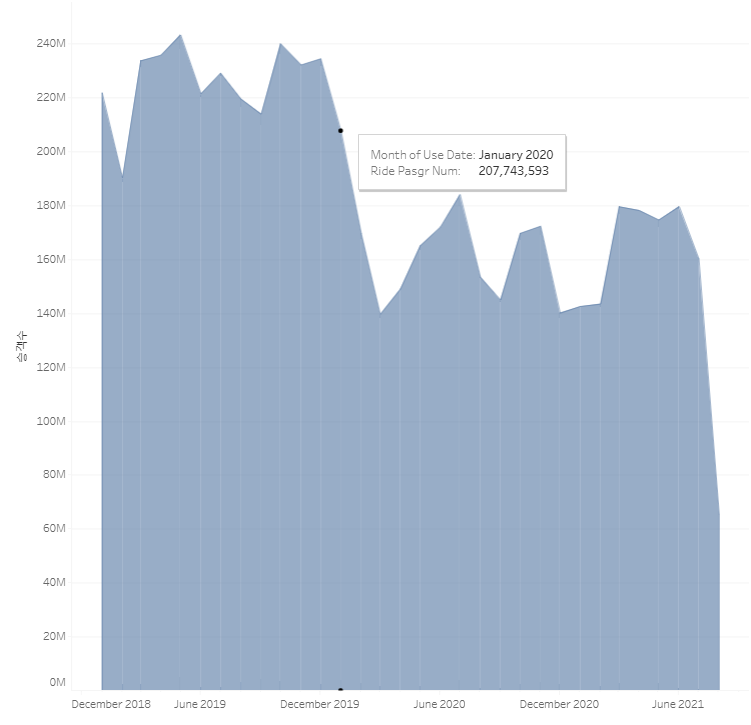 240M
220M
200M
180M
160M
140M
120M
100M
80M
60M
40M
20M
0M
승객수
Month of Use Date: January 2020
Ride Pasgr Num: 207,743,593
December 2018 June 2019 December 2019 June 2020 December 2020 June 2021